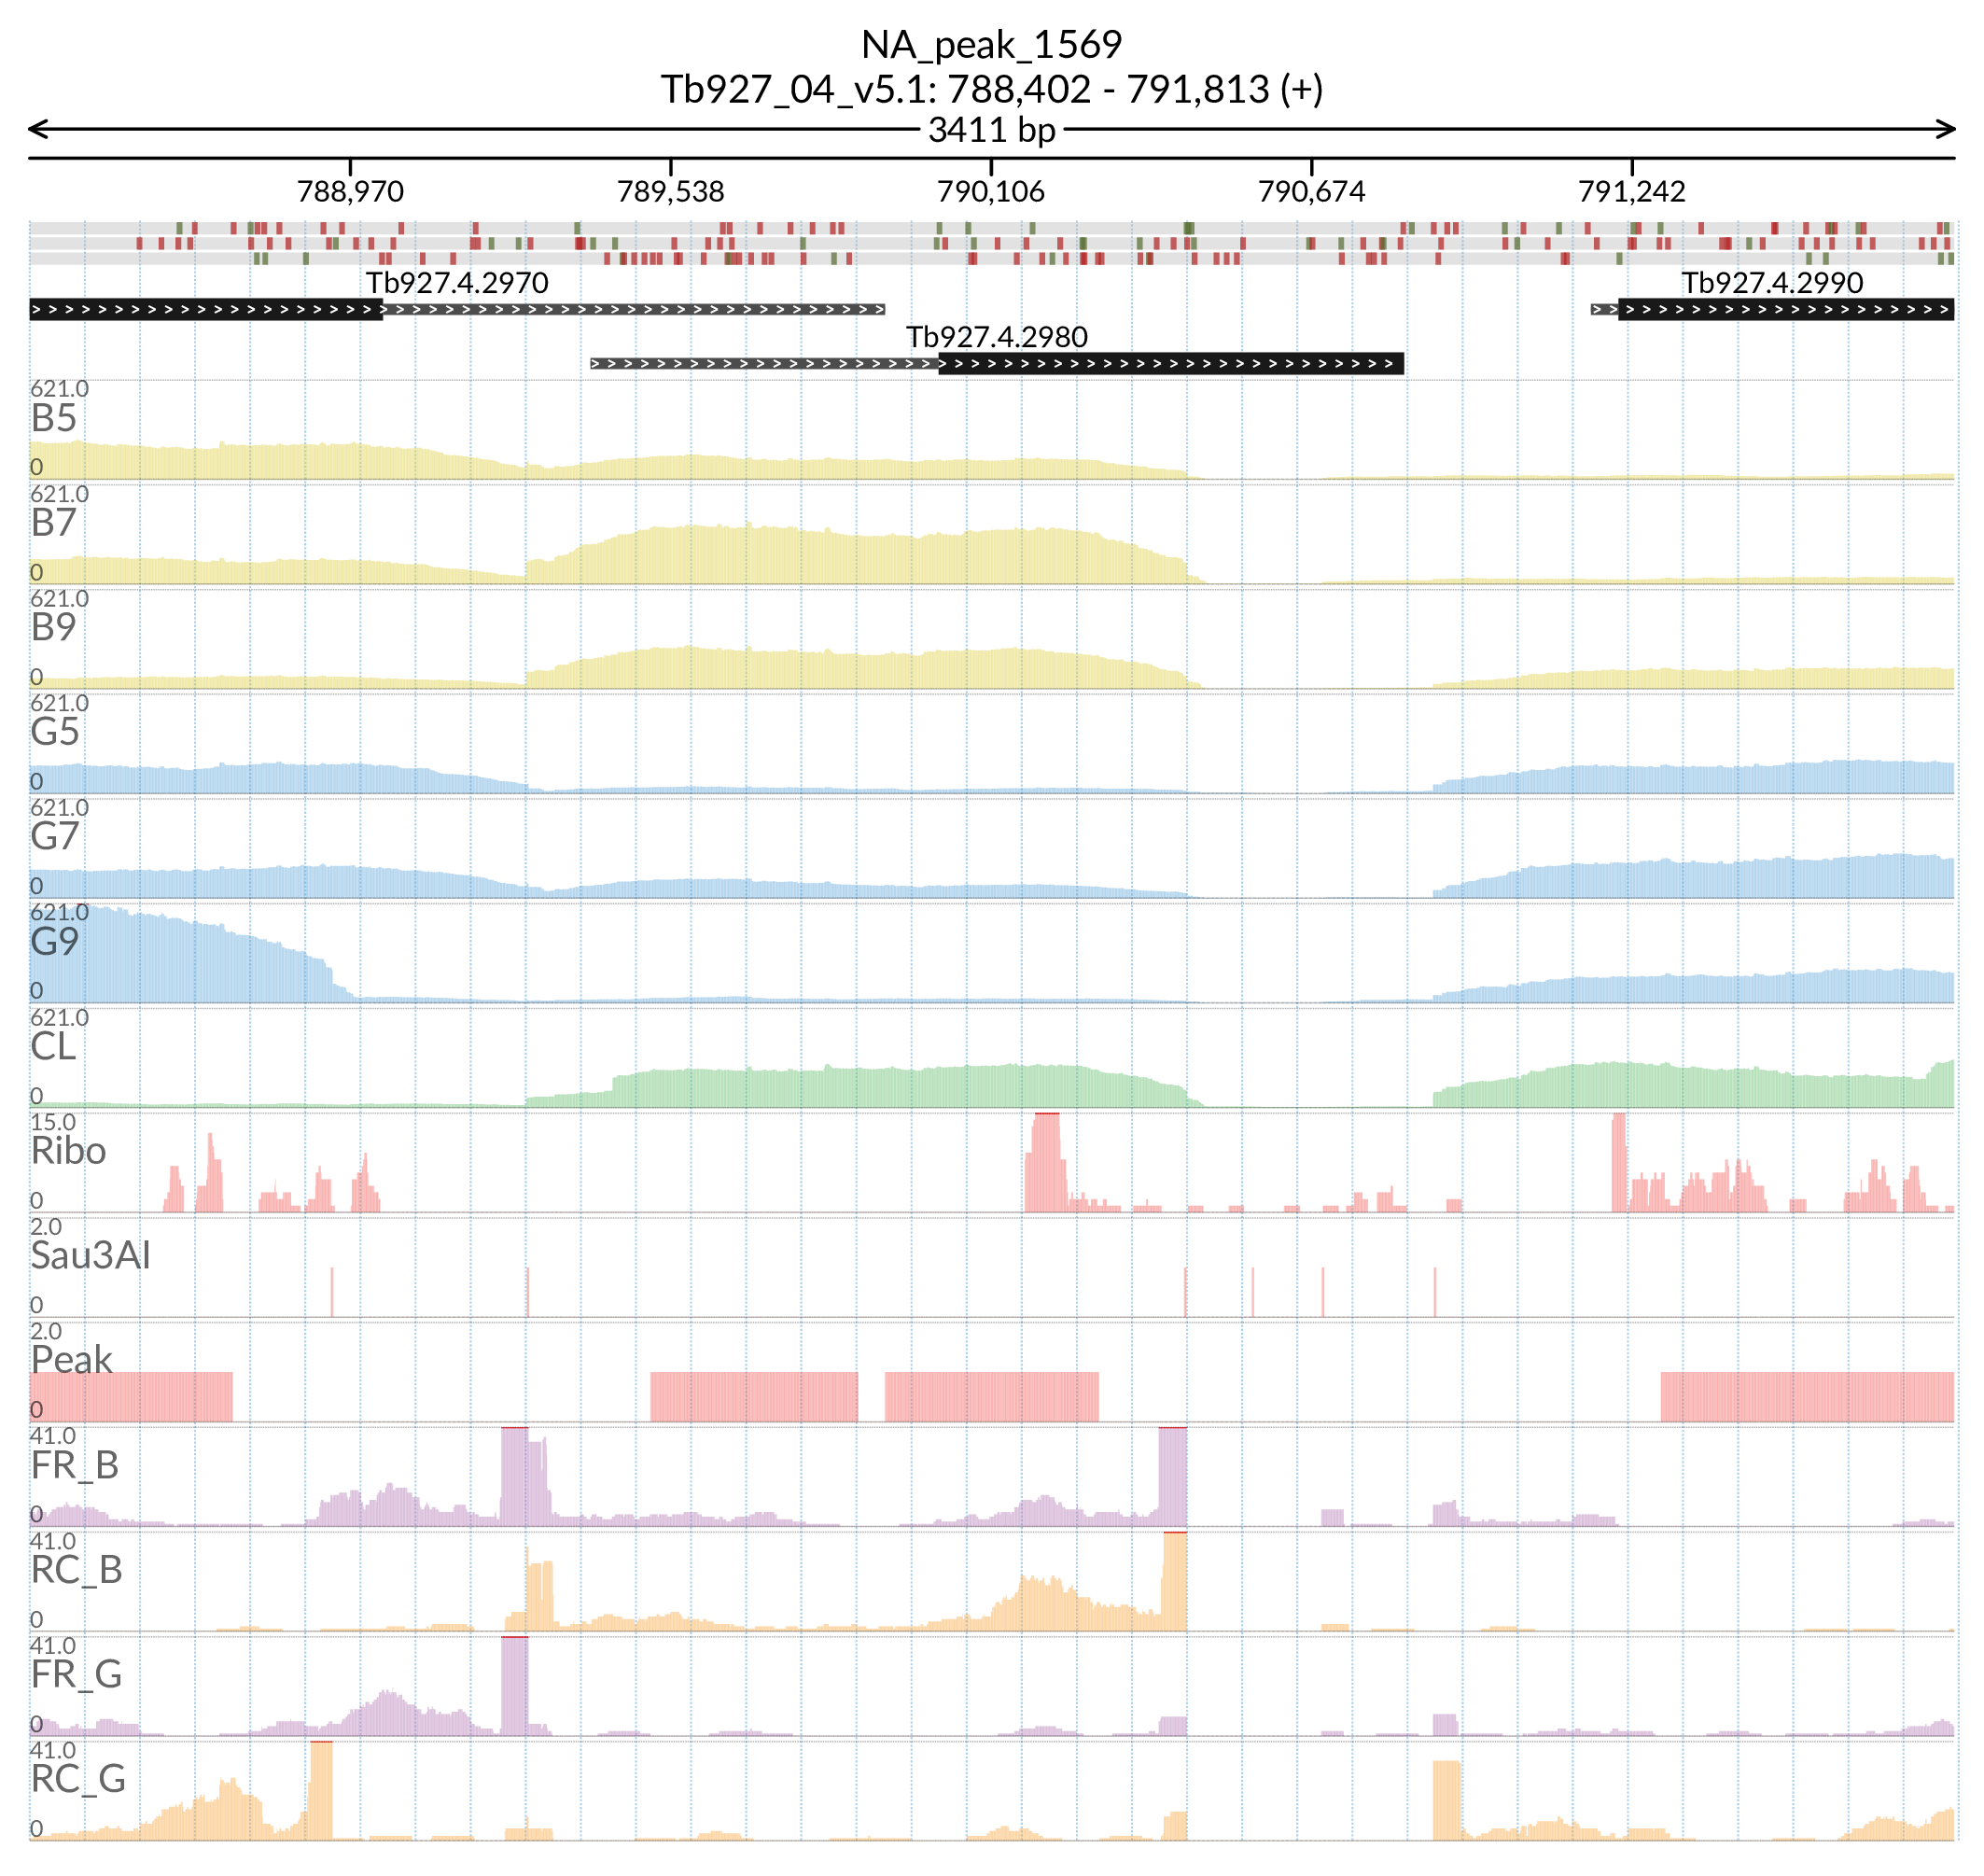 NA_peak_1569
Tb927_04_v5.1: 788,402 - 791,813 (+)
3411 bp
788,970 789,538 790,106 790,674 791,242
Tb927.4.2970 Tb927.4.2990
Tb927.4.2980
621.0
B5
0
621.0
B7
0
621.0
B9
0
621.0
G5
0
621.0
G7
0
621.0
G9
0
621.0
CL
0
15.0
Ribo
0
2.0
Sau3AI
0
2.0
Peak
0
41.0
FR_B
0
41.0
RC_B
0
41.0
FR_G
0
41.0
RC_G
0